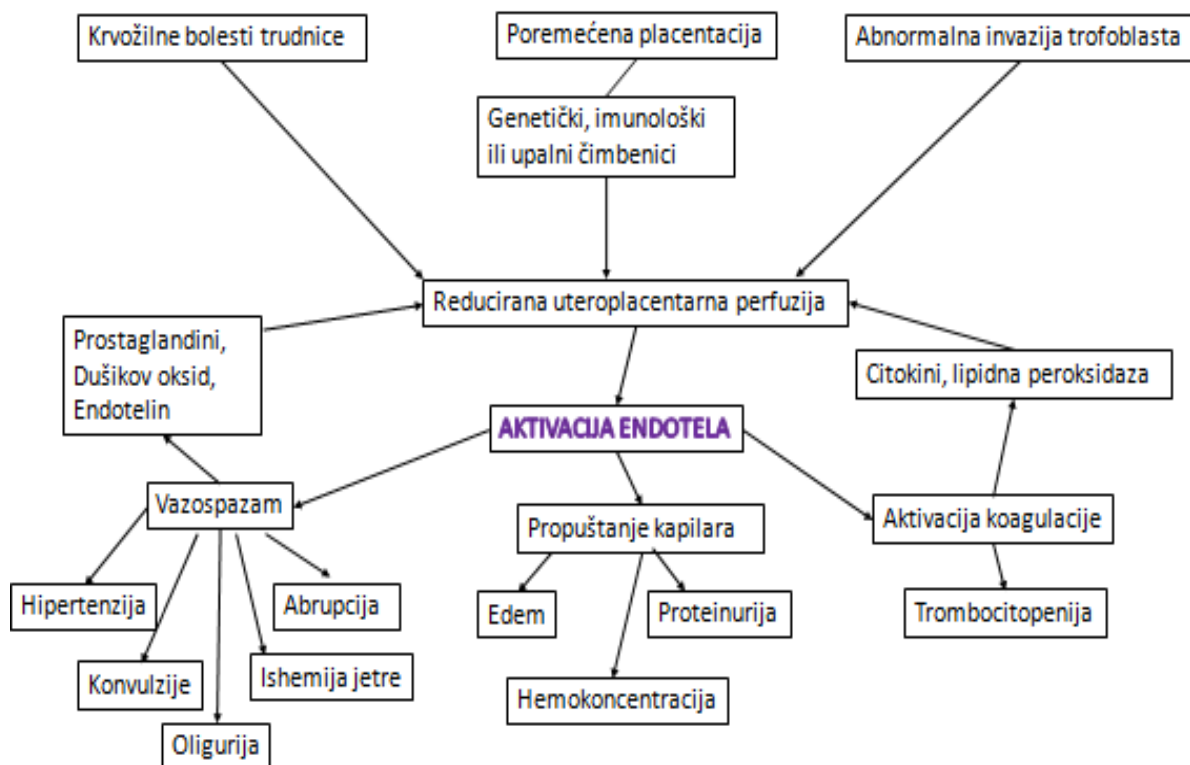 Krvožilne bolesti trudnice
Poremećena placentacija
Abnormalna invazija trofoblasta
Genetički, imunološki
ili upalni čimbenici
Reducirana uteroplacentarna perfuzija
Prostaglandini,
Dušikov oksid,
Endotelin
Citokini, lipidna peroksidaza
AKTIVACIJA ENDOTELA
Vazospazam
Propuštanje kapilara
Aktivacija koagulacije
Hipertenzija
Abrupcija
Edem
Proteinurija
Trombocitopenija
Konvulzije
Ishemija jetre
Hemokoncentracija
Oligurija